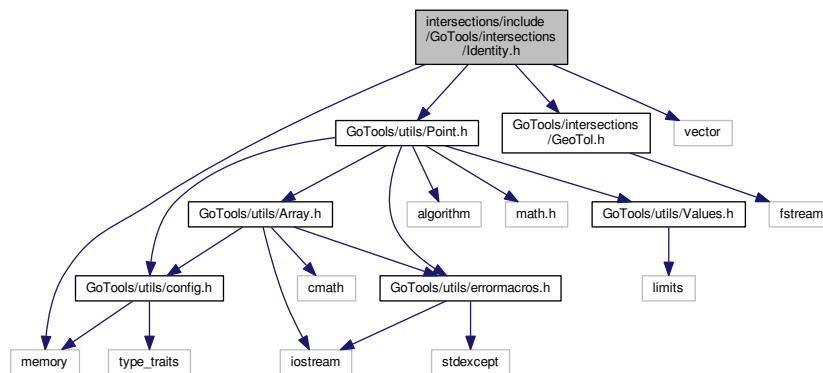 intersections/include
/GoTools/intersections
/Identity.h
GoTools/utils/Point.h
GoTools/intersections
/GeoTol.h
vector
GoTools/utils/Array.h
algorithm
math.h
GoTools/utils/Values.h
fstream
GoTools/utils/config.h
cmath
GoTools/utils/errormacros.h
limits
memory
type_traits
iostream
stdexcept